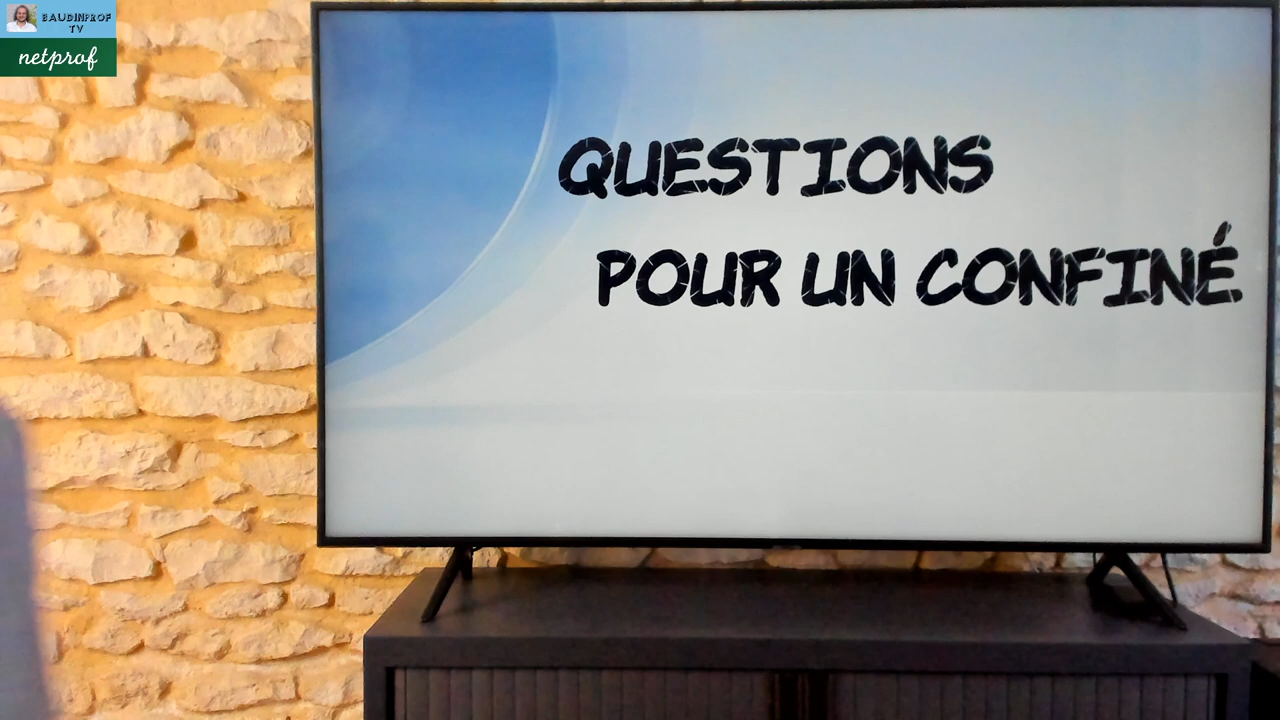 BAUDINPROF
TV
netprof
QUESTIONS
POUR UN CONFINÉ